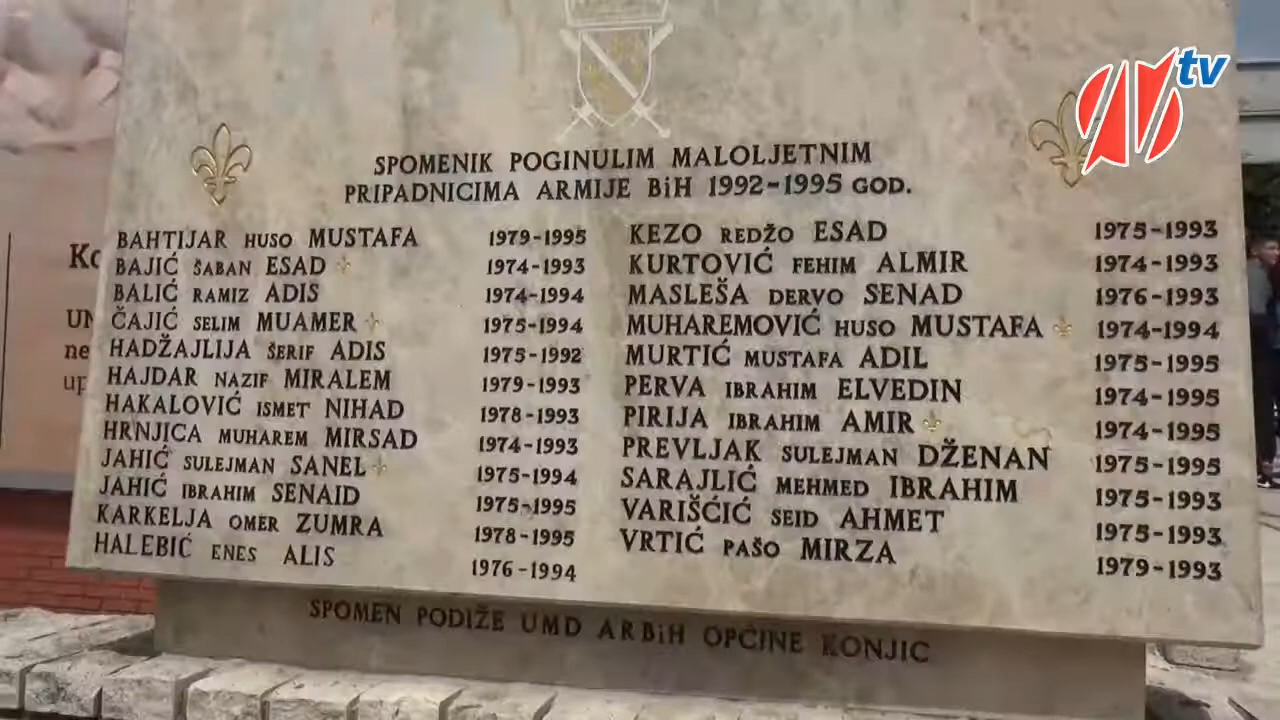 tv
SPOMENIK POGINULIM MALOLJETNIM
PRIPADNICIMA ARMIJE BiH 1992-1995 GOD.
BAHTIJAR HUSO MUSTAFA 1979-1995
BAJIĆ ŠABAN ESAD 1974-1993
BALIĆ RAMIZ ADIS 1974-1994
ČAJIĆ SELIM MUAMER 1975-1994
HADŽAJLIJA ŠERIF ADIS 1975-1992
HAJDAR NAZIF MIRALEM 1979-1993
HAKALOVIĆ ISMET NIHAD 1978-1993
HRNJICA MUHAREM MIRSAD 1974-1993
JAHIĆ SULEJMAN SANEL 1975-1994
JAHIĆ IBRAHIM SENAID 1975-1995
KARKELJA OMER ZUMRA 1978-1995
HALEBIĆ ENES ALIS 1976-1994
KEZO REDŽO ESAD 1975-1993
KURTOVIĆ FEHIM ALMIR 1974-1993
MASLEŠA DERVO SENAD 1976-1993
MUHAREMOVIĆ HUSO MUSTAFA 1974-1994
MURTIĆ MUSTAFA ADIL 1975-1995
PERVA IBRAHIM ELVEDIN 1974-1995
PIRIJA IBRAHIM AMIR 1974-1995
PREVLJAK SULEJMAN DŽENAN 1975-1995
SARAJLIĆ MEHMED IBRAHIM 1975-1993
VARIŠĆIĆ SEID AHMET 1975-1993
VRTIĆ PAŠO MIRZA 1979-1993
SPOMEN PODIŽE UMD ARBiH OPĆINE KONJIC